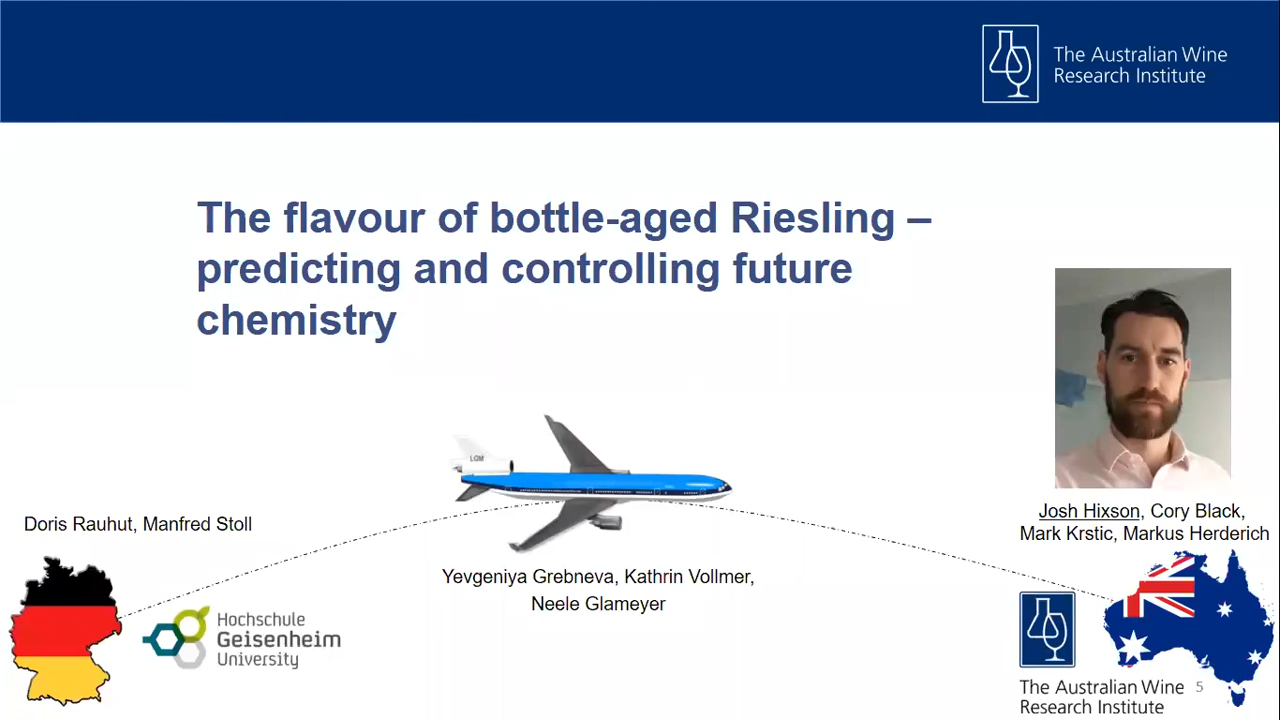 The Australian Wine
Research Institute
The flavour of bottle-aged Riesling –
predicting and controlling future
chemistry
Doris Rauhut, Manfred Stoll
Yevgeniya Grebneva, Kathrin Vollmer,
Neele Glameyer
Josh Hixson, Cory Black,
Mark Krstic, Markus Herderich
Hochschule
Geisenheim
University
The Australian Wine
Research Institute
5